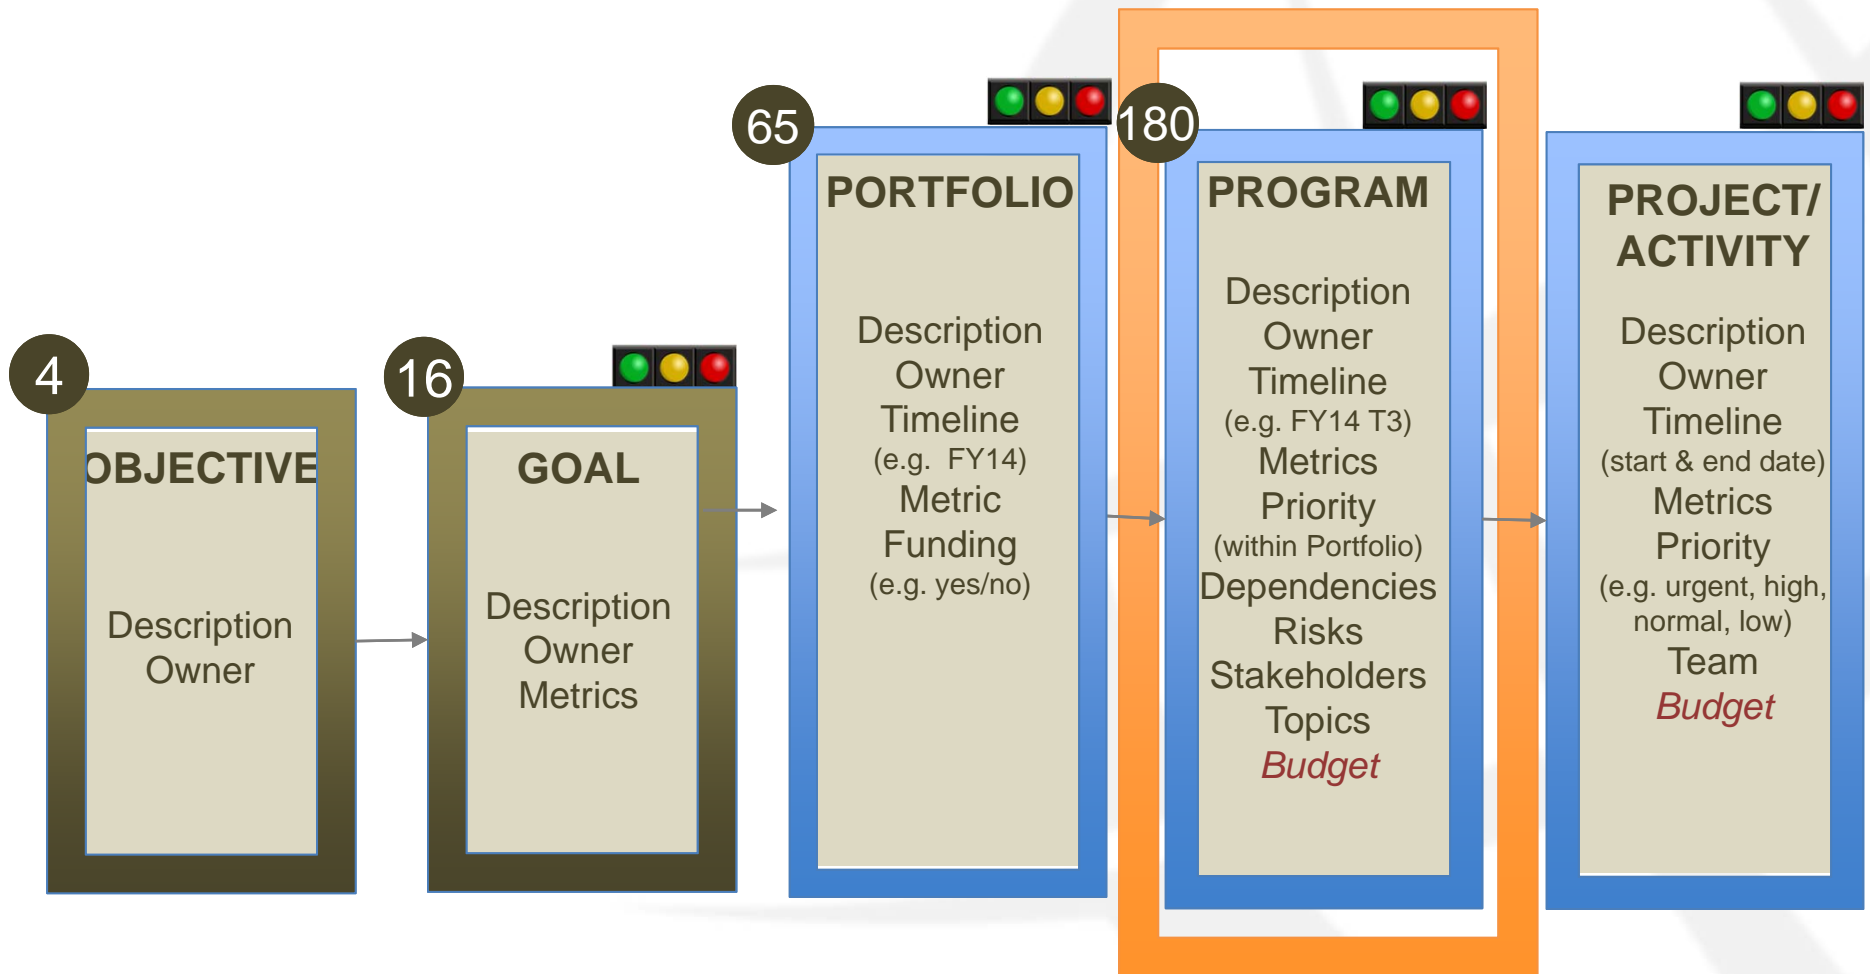 4
OBJECTIVE
Description
Owner
16
GOAL
Description
Owner
Metrics
65
PORTFOLIO
Description
Owner
Timeline
(e.g. FY14)
Metric
Funding
(e.g. yes/no)
180
PROGRAM
Description
Owner
Timeline
(e.g. FY14 T3)
Metrics
Priority
(within Portfolio)
Dependencies
Risks
Stakeholders
Topics
Budget
PROJECT/
ACTIVITY
Description
Owner
Timeline
(start & end date)
Metrics
Priority
(e.g. urgent, high,
normal, low)
Team
Budget